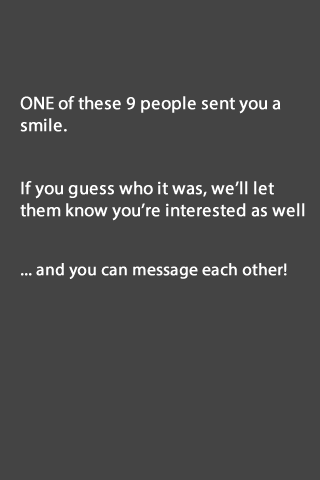 ONE of these 9 people sent you a
smile.
If you guess who it was, we’ll let
them know you’re interested as well
... and you can message each other!